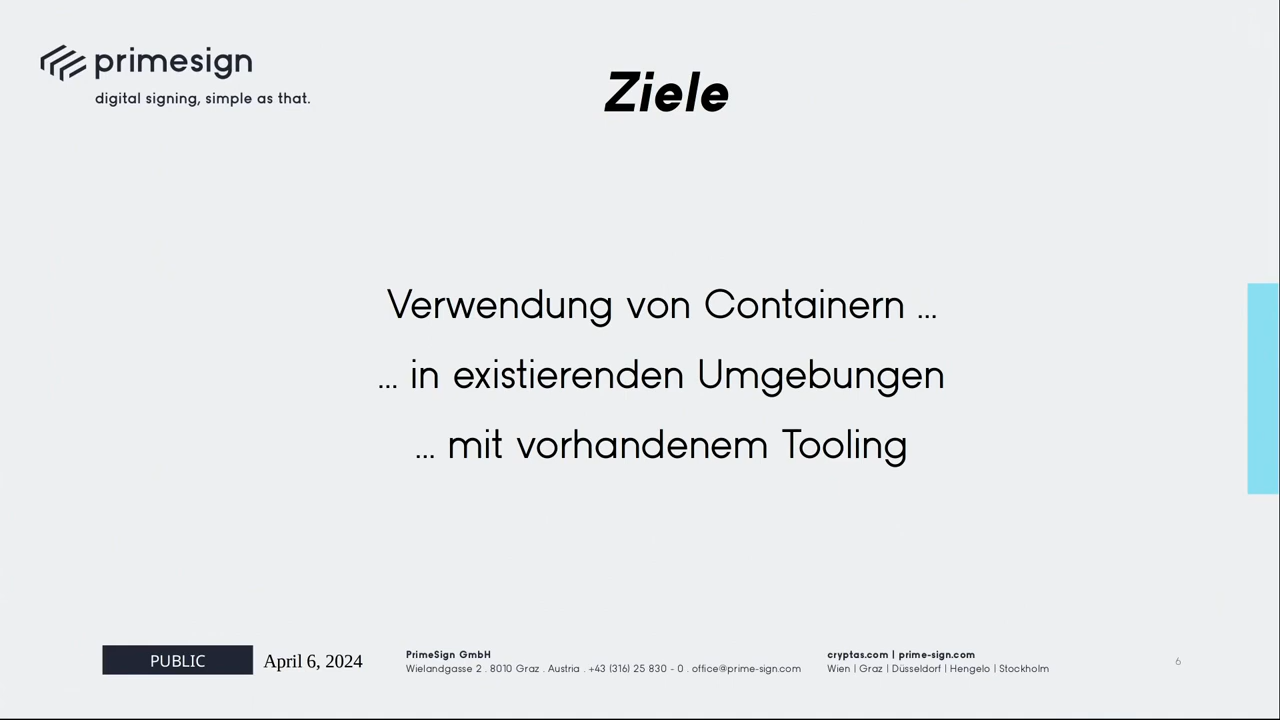 primesign
digital signing, simple as that.
Ziele
Verwendung von Containern ...
... in existierenden Umgebungen
... mit vorhandenem Tooling
PUBLIC
April 6, 2024
PrimeSign GmbH
Wielandgasse 2 . 8010 Graz . Austria . +43 (316) 25 830 - 0 . office@prime-sign.com
cryptas.com | prime-sign.com
Wien | Graz | Düsseldorf | Hengelo | Stockholm
6